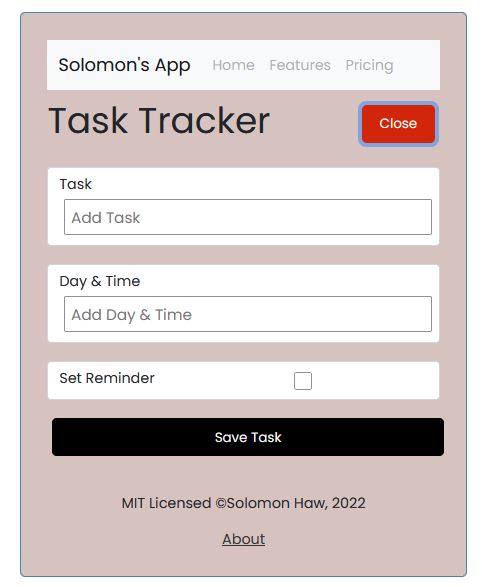 Solomon's App Home Features Pricing
Task Tracker Close
Task
Add Task
Day & Time
Add Day & Time
Set Reminder
Save Task
MIT Licensed ©Solomon Haw, 2022
About